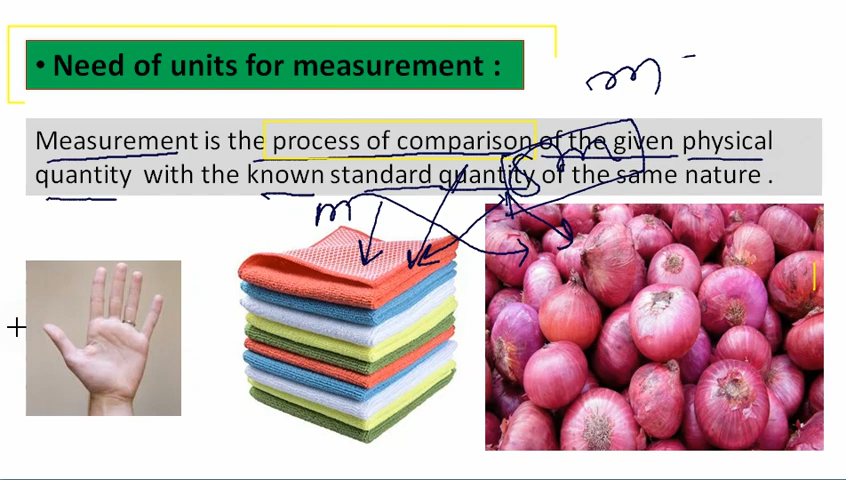 • Need of units for measurement :
m
Measurement is the process of comparison of the given physical
quantity with the known standard quantity of the same nature .
m